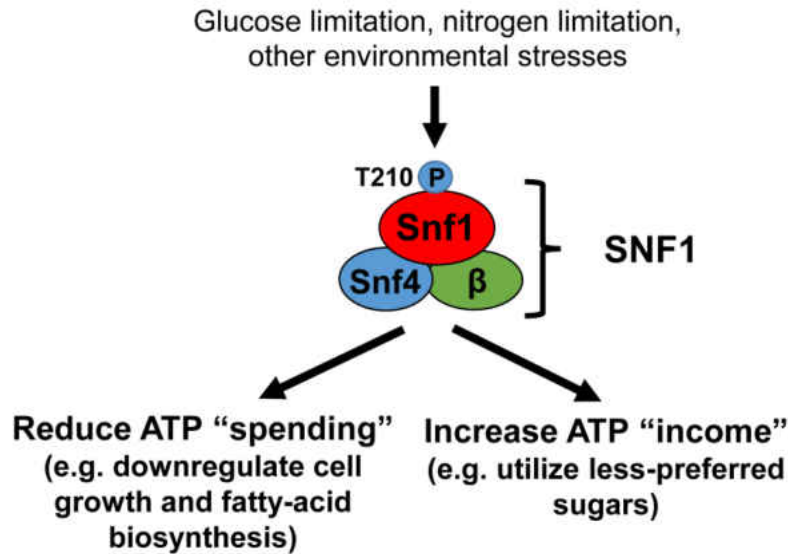 Glucose limitation, nitrogen limitation,
other environmental stresses
T210 P
Snf1
Snf4 β
SNF1
Reduce ATP “spending”
(e.g. downregulate cell
growth and fatty-acid
biosynthesis)
Increase ATP “income”
(e.g. utilize less-preferred
sugars)